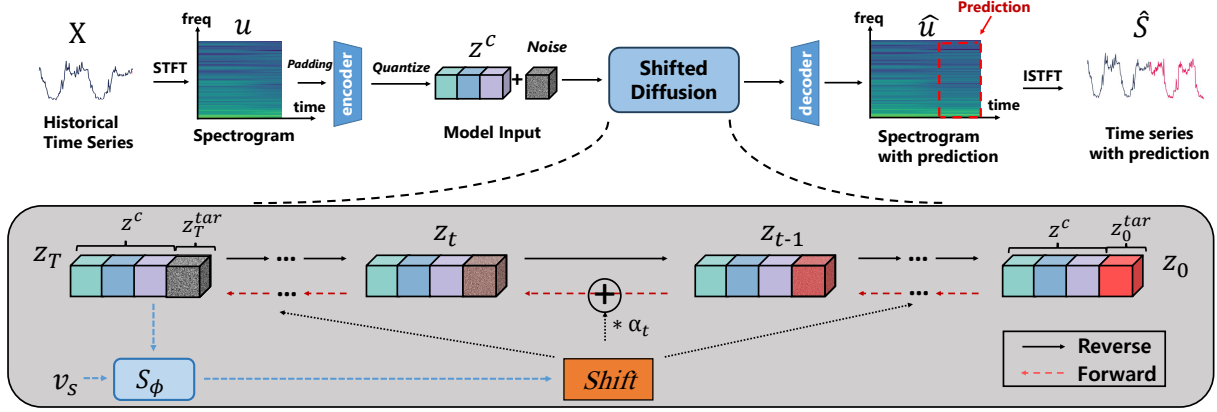 X
Historical
Time Series
STFT
freq
u
time
Spectrogram
Padding
encoder
Quantize
z^c
+
Noise
Model Input
Shifted
Diffusion
decoder
freq
û
Prediction
time
Spectrogram
with prediction
ISTFT
Ŝ
Time series
with prediction
z^c
z_T^tar
z_T
...
...
z_t
z_{t-1}
+
* α_t
...
...
z^c
z_0^tar
z_0
v_s
S_ϕ
Shift
Reverse
Forward